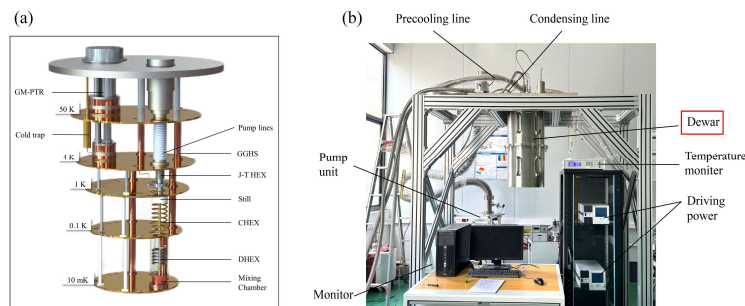 (a)
GM-PTR
50 K
Cold trap
Pump lines
4 K
GGHS
J-T HEX
1 K
Still
CHEX
0.1 K
DHEX
10 mK
Mixing
Chamber
(b)
Precooling line
Condensing line
Dewar
Pump
unit
Temperature
moniter
Driving
power
Monitor